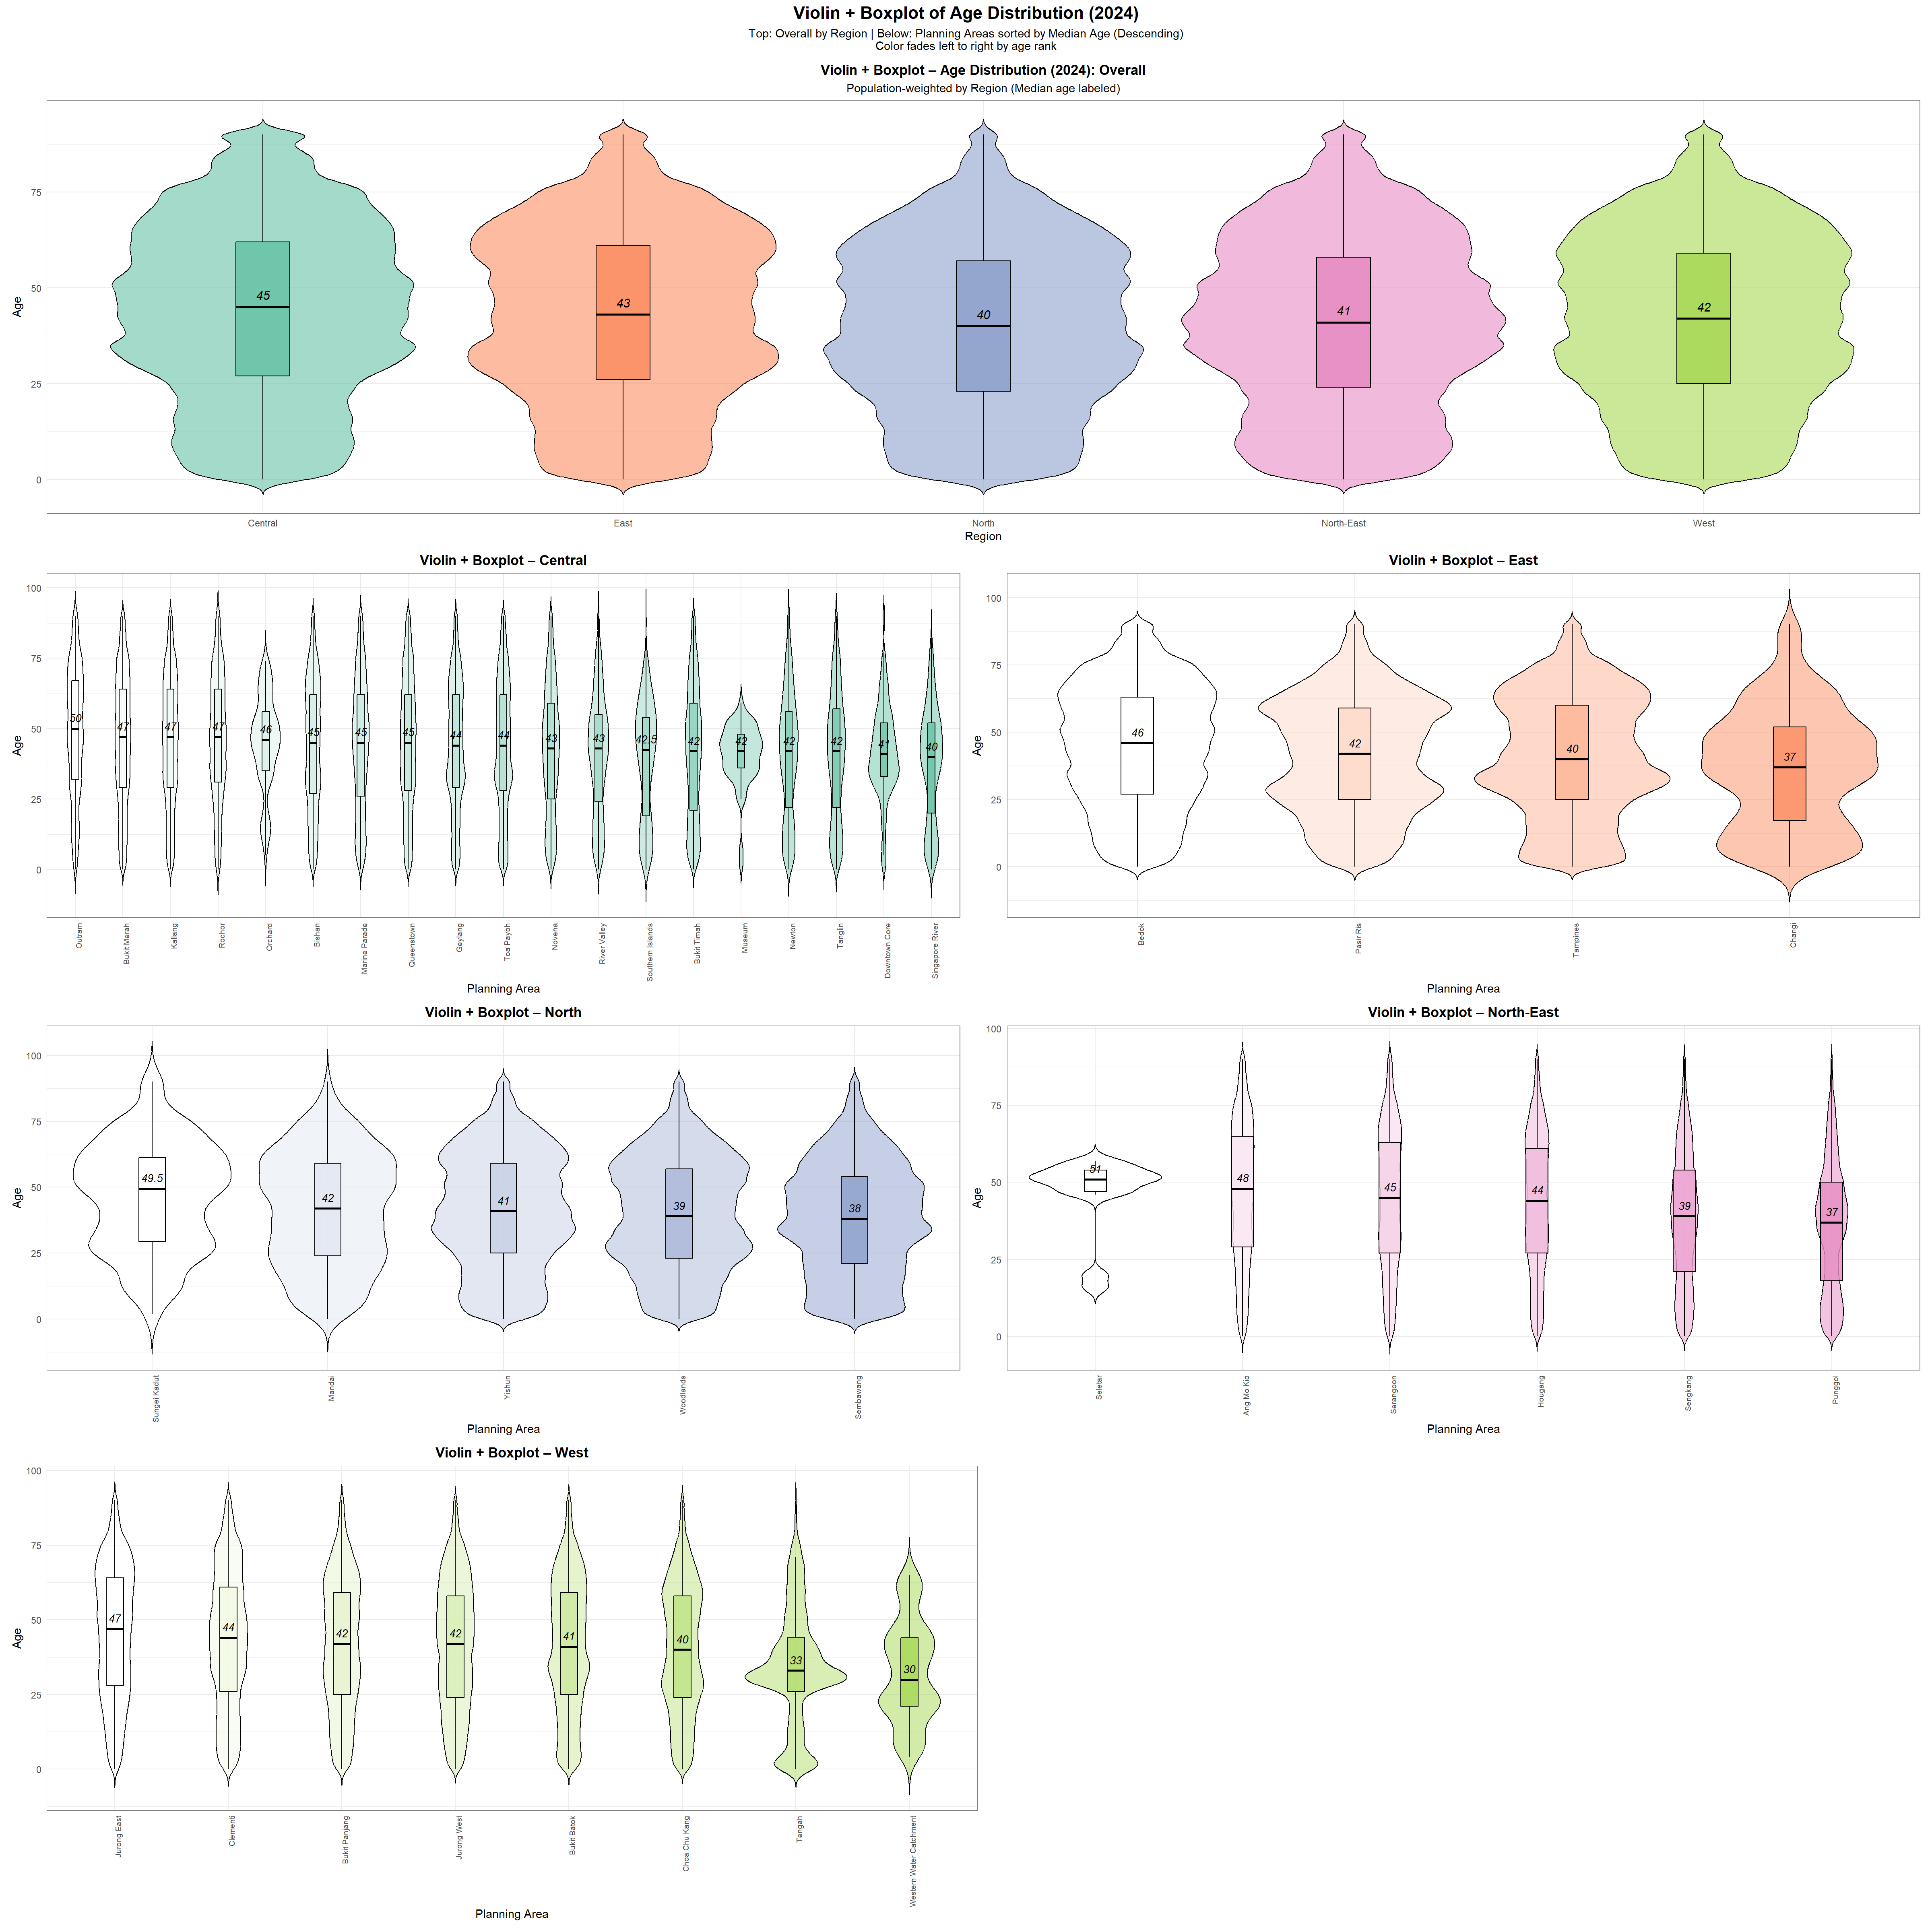 Violin + Boxplot of Age Distribution (2024)
Top: Overall by Region | Below: Planning Areas sorted by Median Age (Descending)
Color fades left to right by age rank
Violin + Boxplot – Age Distribution (2024): Overall
Population-weighted by Region (Median age labeled)
Age
75
50
25
0
45
43
40
41
42
Central
East
North
North-East
West
Region
Violin + Boxplot – Central
Age
100
75
50
25
0
50
47
47
47
46
45
45
45
44
44
43
43
42.5
42
42
42
42
41
40
Outram
Bukit Merah
Kallang
Rochor
Orchard
Bishan
Marine Parade
Queenstown
Geylang
Toa Payoh
Novena
River Valley
Southern Islands
Bukit Timah
Museum
Newton
Tanglin
Downtown Core
Singapore River
Planning Area
Violin + Boxplot – East
Age
100
75
50
25
0
46
42
40
37
Bedok
Pasir Ris
Tampines
Changi
Planning Area
Violin + Boxplot – North
Age
100
75
50
25
0
49.5
42
41
39
38
Sungei Kadut
Mandai
Yishun
Woodlands
Sembawang
Planning Area
Violin + Boxplot – North-East
Age
100
75
50
25
0
51
48
45
44
39
37
Seletar
Ang Mo Kio
Serangoon
Hougang
Sengkang
Punggol
Planning Area
Violin + Boxplot – West
Age
100
75
50
25
0
47
44
42
42
41
40
33
30
Jurong East
Clementi
Bukit Panjang
Jurong West
Bukit Batok
Choa Chu Kang
Tengah
Western Water Catchment
Planning Area